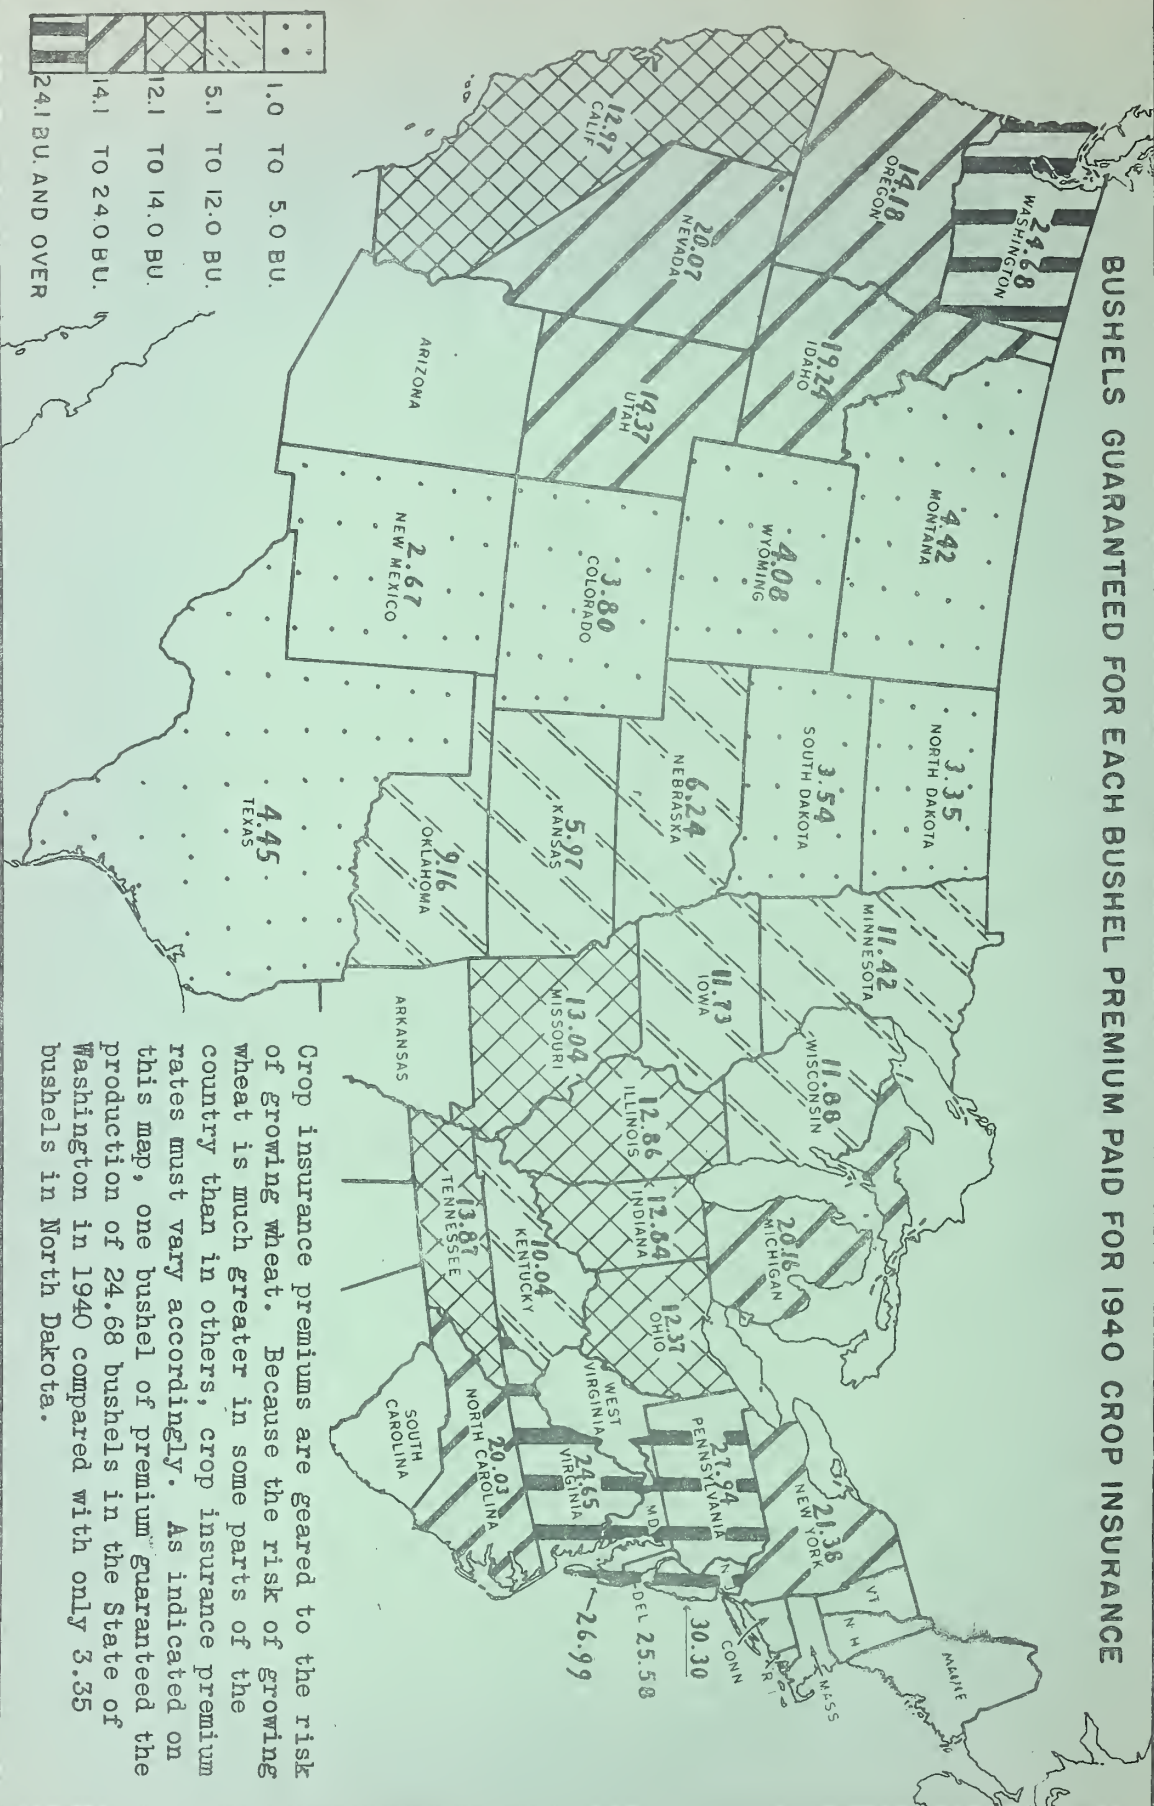 BUSHELS GUARANTEED FOR EACH BUSHEL PREMIUM PAID FOR 1940 CROP INSURANCE
24.68
WASHINGTON
14.18
OREGON
12.97
CALIF
20.07
NEVADA
19.24
IDAHO
14.37
UTAH
ARIZONA
4.42
MONTANA
4.08
WYOMING
3.80
COLORADO
2.67
NEW MEXICO
3.35
NORTH DAKOTA
3.54
SOUTH DAKOTA
6.24
NEBRASKA
5.97
KANSAS
9.16
OKLAHOMA
4.45
TEXAS
11.42
MINNESOTA
11.73
IOWA
13.04
MISSOURI
ARKANSAS
11.88
WISCONSIN
12.86
ILLINOIS
12.84
INDIANA
20.16
MICHIGAN
12.37
OHIO
10.04
KENTUCKY
13.87
TENNESSEE
WEST
VIRGINIA
24.65
VIRGINIA
20.03
NORTH CAROLINA
SOUTH
CAROLINA
27.94
PENNSYLVANIA
21.38
NEW YORK
MD
N J
VT
N H
MAINE
MASS
R I
CONN
30.30
DEL 25.58
26.99
1.0 TO 5.0 BU.
5.1 TO 12.0 BU.
12.1 TO 14.0 BU.
14.1 TO 24.0 BU.
24.1 BU. AND OVER
Crop insurance premiums are geared to the risk
of growing wheat. Because the risk of growing
wheat is much greater in some parts of the
country than in others, crop insurance premium
rates must vary accordingly. As indicated on
this map, one bushel of premium guaranteed the
production of 24.68 bushels in the State of
Washington in 1940 compared with only 3.35
bushels in North Dakota.